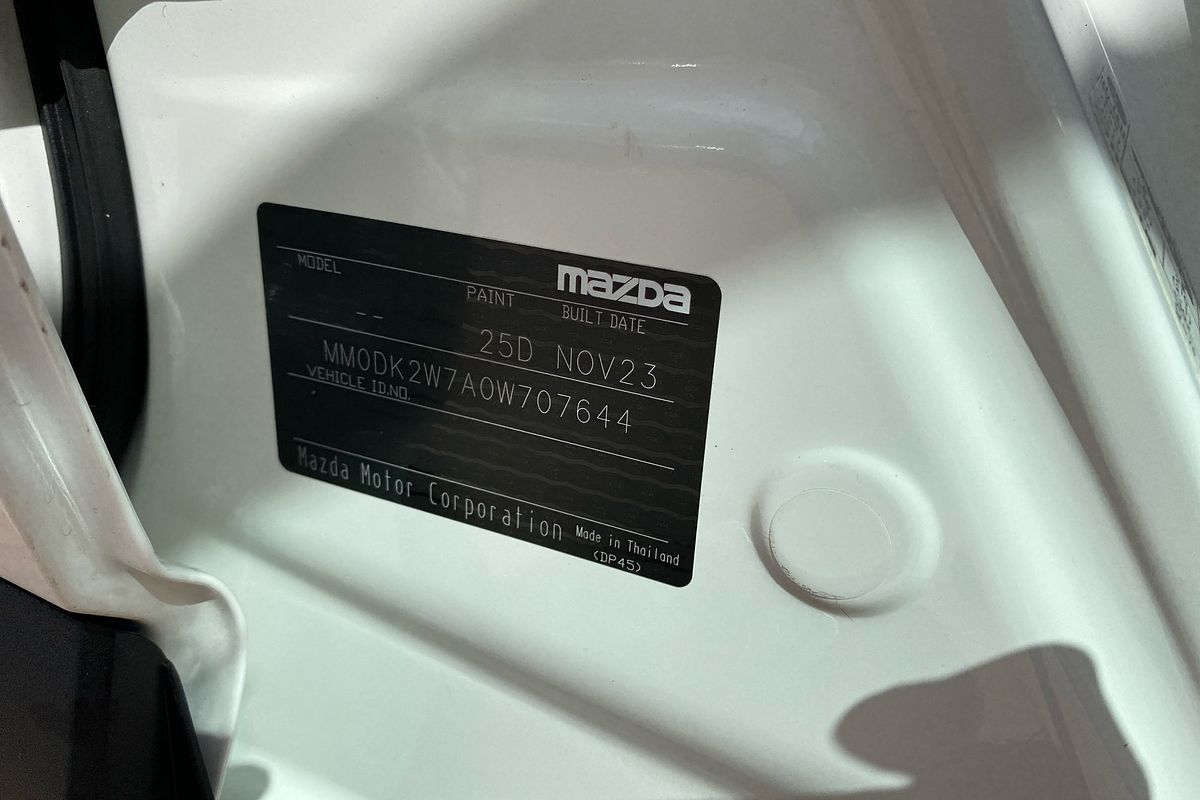 mazda
MODEL PAINT BUILT DATE
-- 25D NOV23
MM0DK2W7A0W707644
VEHICLE ID.NO.
Mazda Motor Corporation Made in Thailand
(DP45)